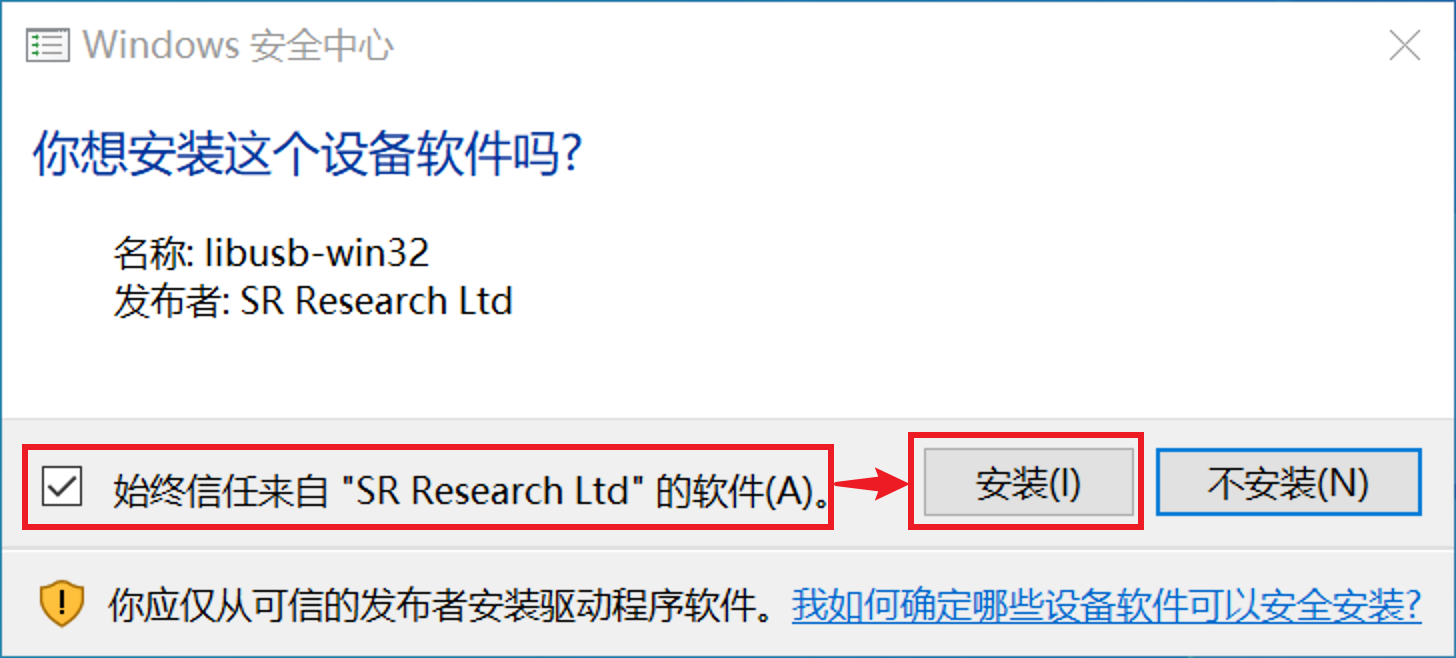 Windows 安全中心
你想安装这个设备软件吗?
名称: libusb-win32
发布者: SR Research Ltd
始终信任来自 "SR Research Ltd" 的软件(A)。
安装(I)
不安装(N)
你应仅从可信的发布者安装驱动程序软件。我如何确定哪些设备软件可以安全安装?